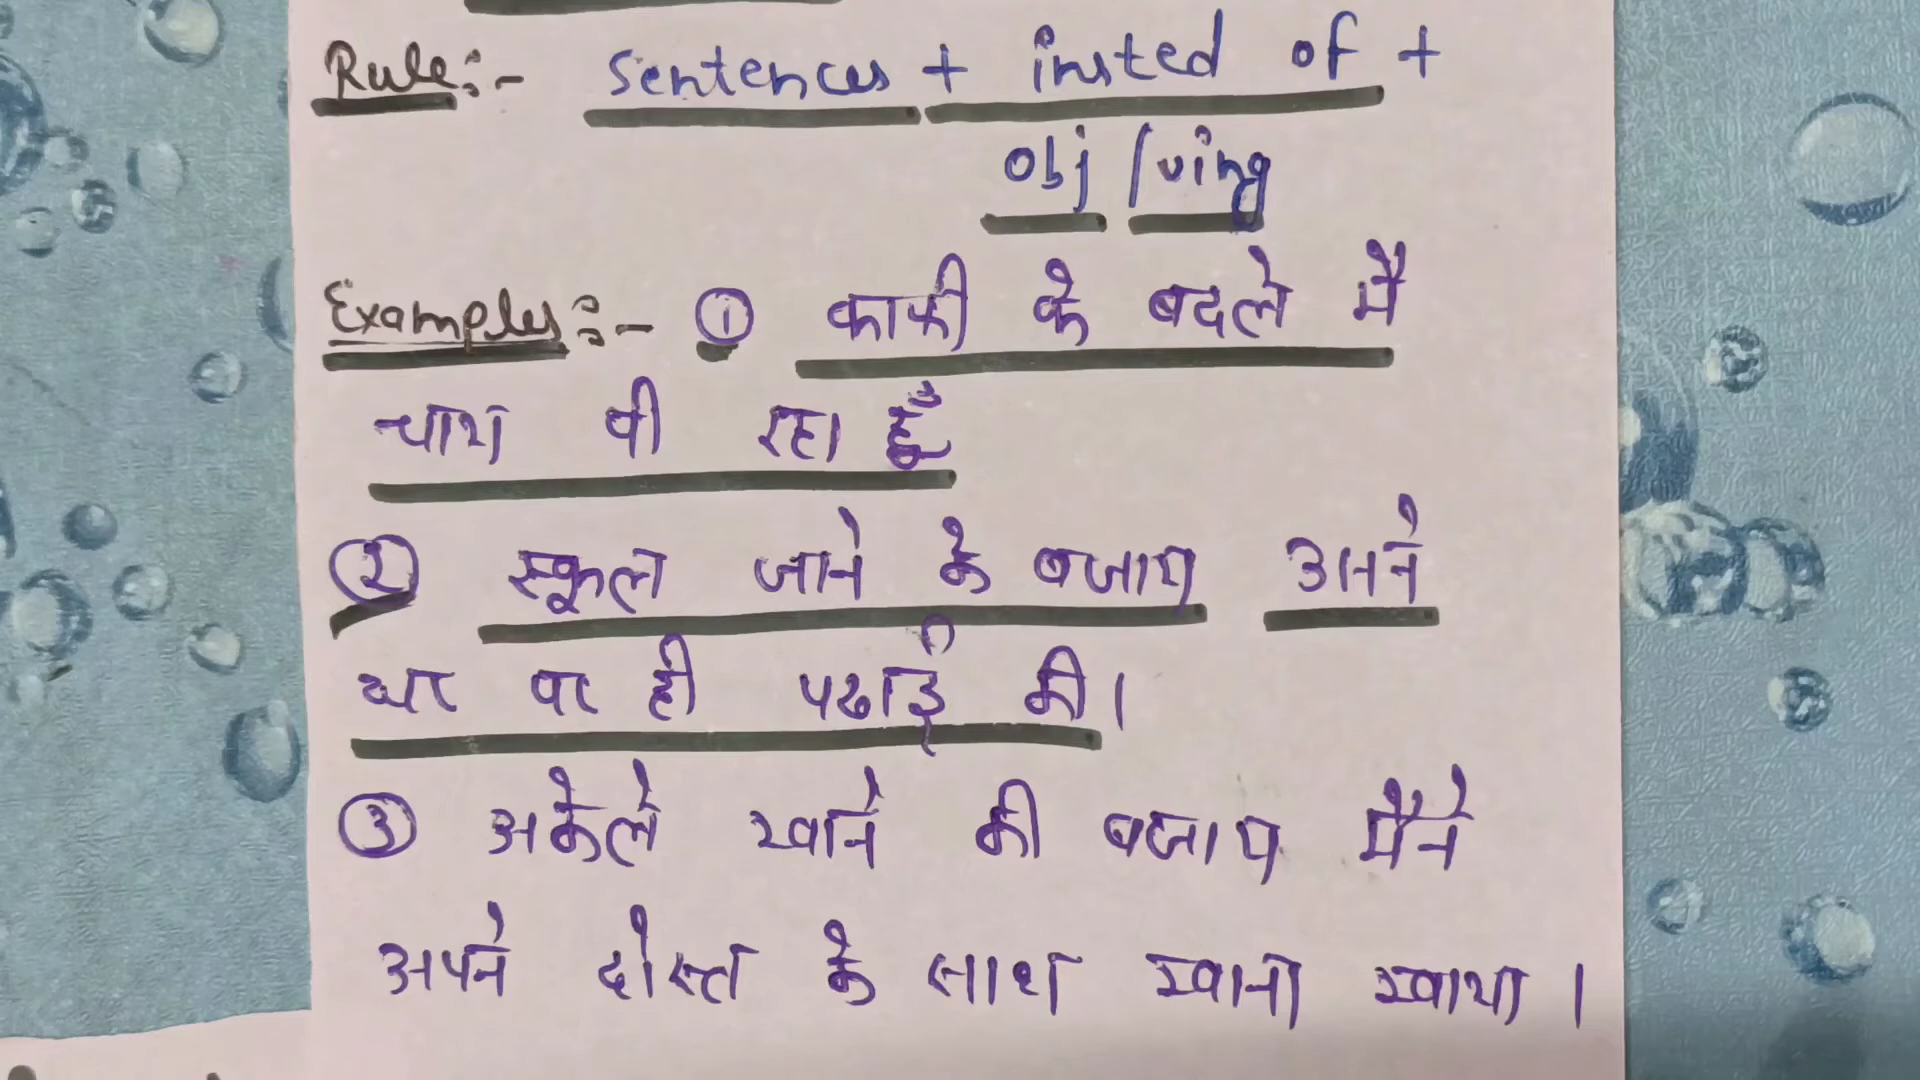 Rule:- Sentences + insted of +
obj / ving
Examples:- ① काफी के बदले मैं
चाय पी रहा हूँ
② स्कूल जाने के बजाय उसने
घर पर ही पढाई की।
③ अकेले खाने की बजाय मैंने
अपने दोस्त के साथ खाना खाया।